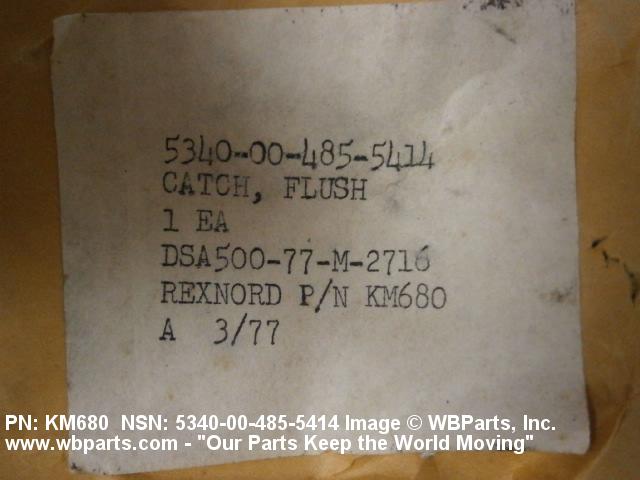 5340-00-485-5414
CATCH, FLUSH
1 EA
DSA500-77-M-2716
REXNORD P/N KM680
A 3/77
PN: KM680 NSN: 5340-00-485-5414 Image © WBParts, Inc.
www.wbparts.com - "Our Parts Keep the World Moving"